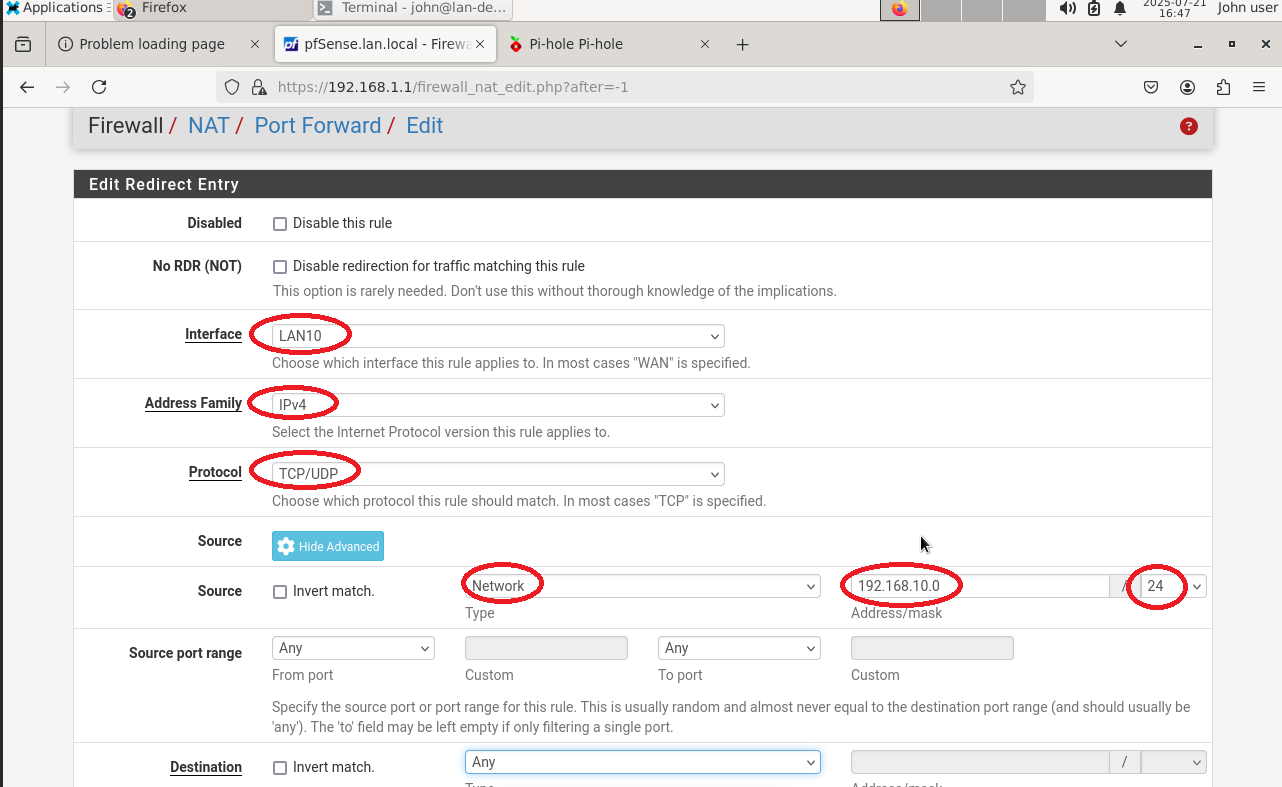 Applications
2
Firefox
Terminal - john@lan-de...
2025-07-21
16:47
John user
Problem loading page
pfSense.lan.local - Firewa
Pi-hole Pi-hole
https://192.168.1.1/firewall_nat_edit.php?after=-1
Firewall / NAT / Port Forward / Edit
?
Edit Redirect Entry
Disabled Disable this rule
No RDR (NOT) Disable redirection for traffic matching this rule
This option is rarely needed. Don't use this without thorough knowledge of the implications.
Interface LAN10
Choose which interface this rule applies to. In most cases "WAN" is specified.
Address Family IPv4
Select the Internet Protocol version this rule applies to.
Protocol TCP/UDP
Choose which protocol this rule should match. In most cases "TCP" is specified.
Source Hide Advanced
Source Invert match. Network 192.168.10.0 / 24
Type Address/mask
Source port range Any Any
From port Custom To port Custom
Specify the source port or port range for this rule. This is usually random and almost never equal to the destination port range (and should usually be
'any'). The 'to' field may be left empty if only filtering a single port.
Destination Invert match. Any /